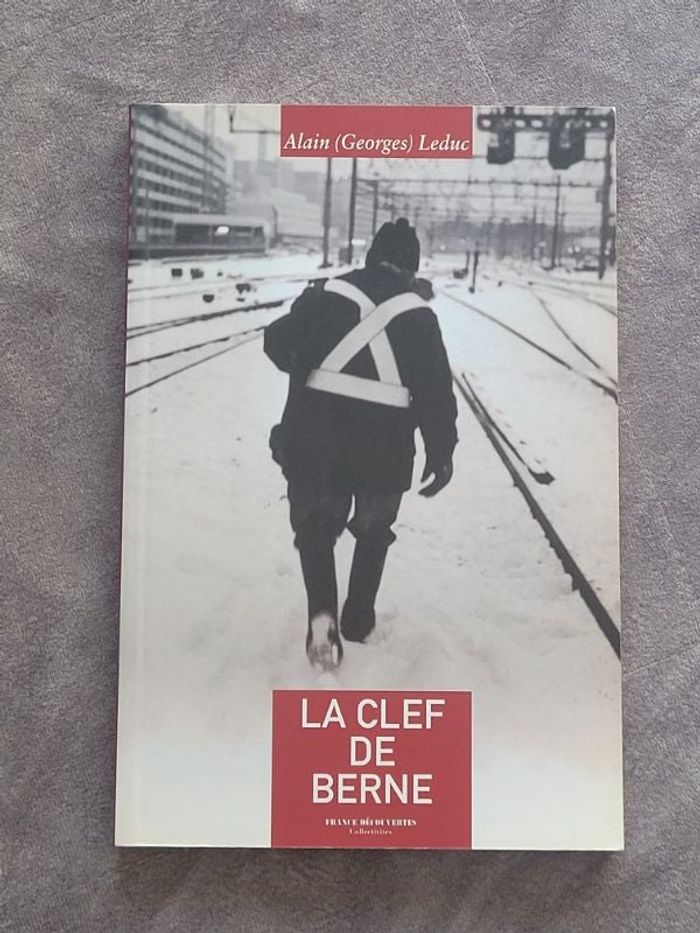 Alain (Georges) Leduc
LA CLEF
DE
BERNE
FRANCE DÉCOUVERTES
Collectivités